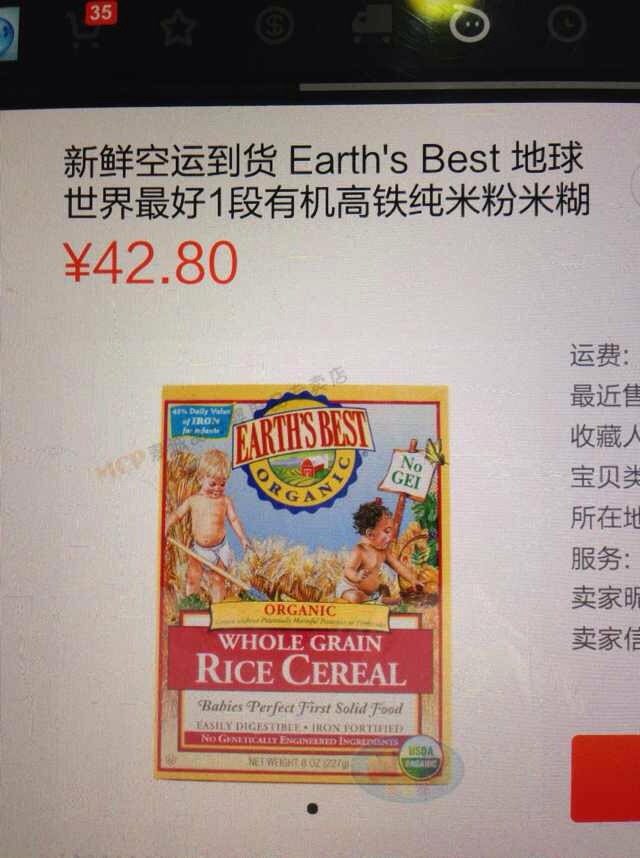 35
新鲜空运到货 Earth's Best 地球
世界最好1段有机高铁纯米粉米糊
¥42.80
运费:
最近售
收藏人
宝贝类
所在地
服务:
卖家昵
卖家信
45% Daily Value
of IRON
for infants
EARTH'S BEST
ORGANIC
No
GEI
ORGANIC
WHOLE GRAIN
RICE CEREAL
Babies Perfect First Solid Food
EASILY DIGESTIBLE • IRON FORTIFIED
NO GENETICALLY ENGINEERED INGREDIENTS
NET WEIGHT 8 OZ (227g)
USDA
ORGANIC
MCP
卖店